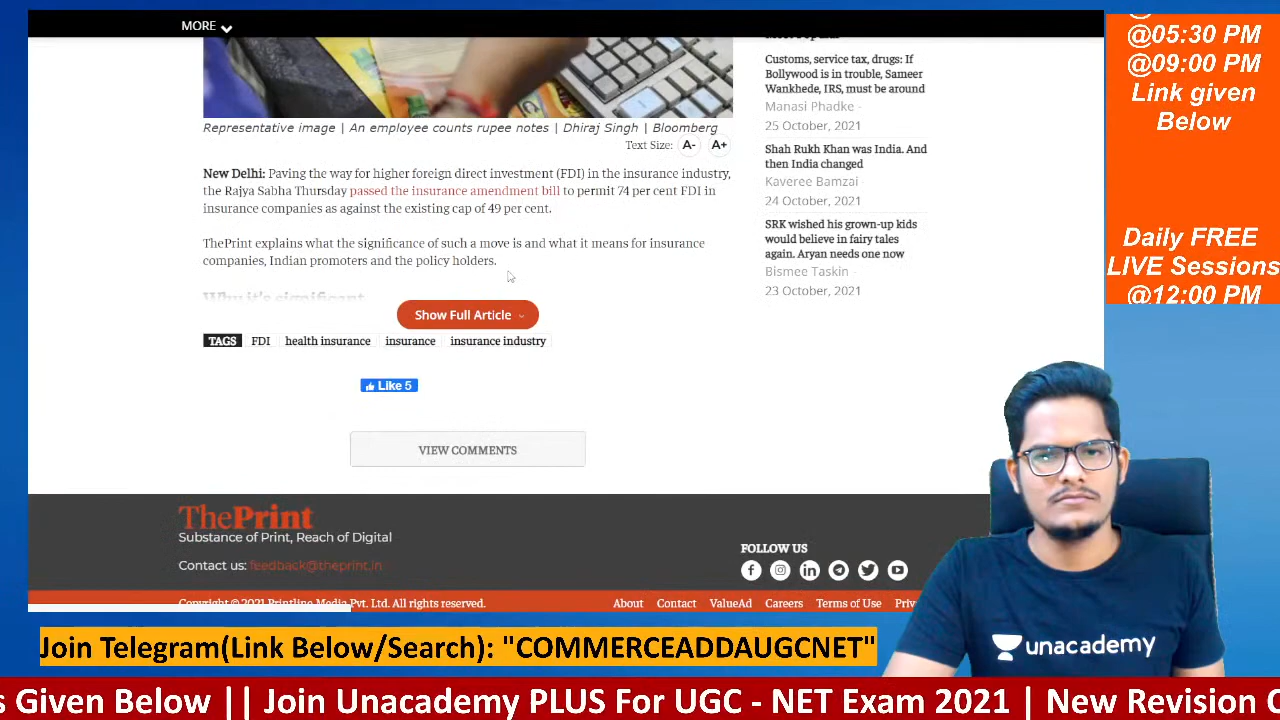 MORE
Representative image | An employee counts rupee notes | Dhiraj Singh | Bloomberg
Text Size: A- A+
New Delhi: Paving the way for higher foreign direct investment (FDI) in the insurance industry,
the Rajya Sabha Thursday passed the insurance amendment bill to permit 74 per cent FDI in
insurance companies as against the existing cap of 49 per cent.
ThePrint explains what the significance of such a move is and what it means for insurance
companies, Indian promoters and the policy holders.
Why it's significant
Show Full Article
TAGS FDI health insurance insurance insurance industry
Like 5
VIEW COMMENTS
Most Popular
Customs, service tax, drugs: If
Bollywood is in trouble, Sameer
Wankhede, IRS, must be around
Manasi Phadke -
25 October, 2021
Shah Rukh Khan was India. And
then India changed
Kaveree Bamzai -
24 October, 2021
SRK wished his grown-up kids
would believe in fairy tales
again. Aryan needs one now
Bismee Taskin -
23 October, 2021
@05:30 PM
@09:00 PM
Link given
Below
Daily FREE
LIVE Sessions
@12:00 PM
ThePrint
Substance of Print, Reach of Digital
Contact us: feedback@theprint.in
FOLLOW US
Copyright © 2021 Printline Media Pvt. Ltd. All rights reserved.
About Contact ValueAd Careers Terms of Use Priv
unacademy
Join Telegram(Link Below/Search): "COMMERCEADDAUGCNET"
s Given Below || Join Unacademy PLUS For UGC - NET Exam 2021 | New Revision C